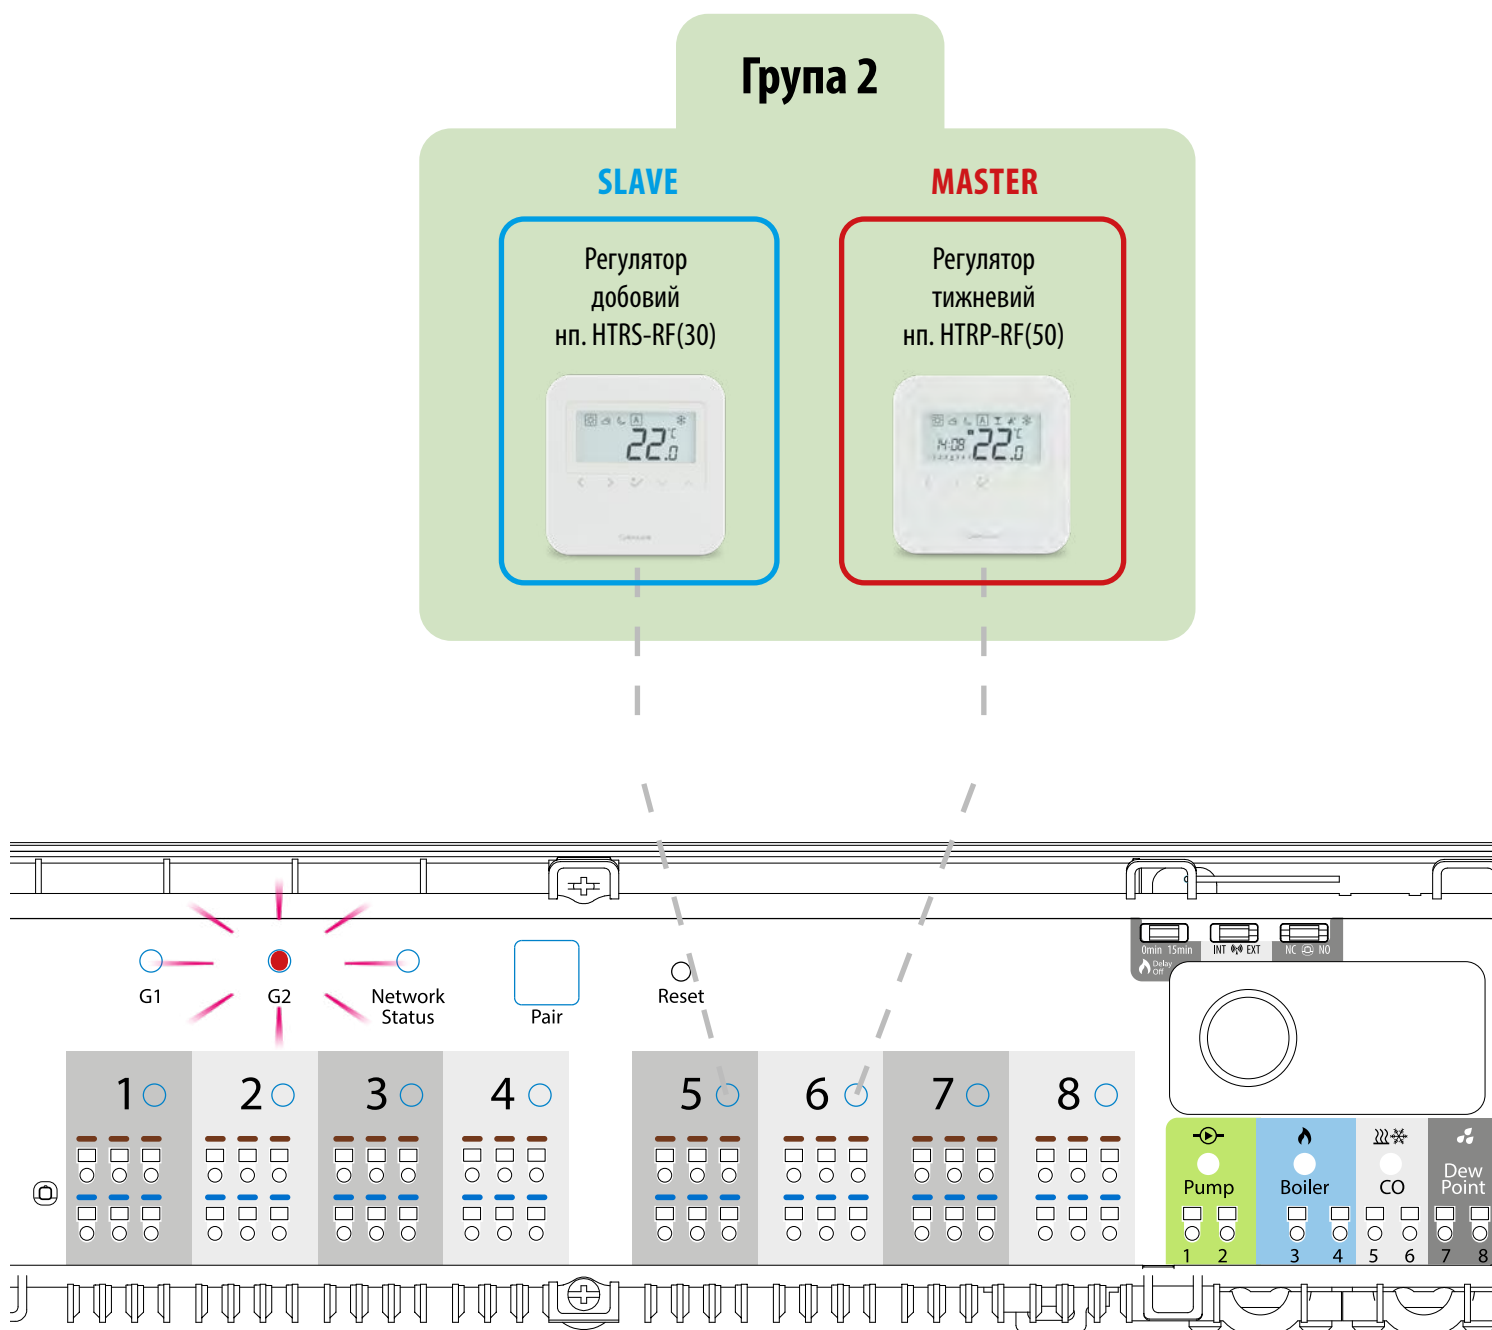 Група 2
SLAVE
MASTER
Регулятор
добовий
нп. HTRS-RF(30)
Регулятор
тижневий
нп. HTRP-RF(50)
A
22.0 °C
A
14:08 22.0 °C
G1
G2
Network
Status
Pair
Reset
0min 15min
INT EXT
NC NO
Delay
Off
1
2
3
4
5
6
7
8
Pump
Boiler
CO
Dew
Point
1 2 3 4 5 6 7 8